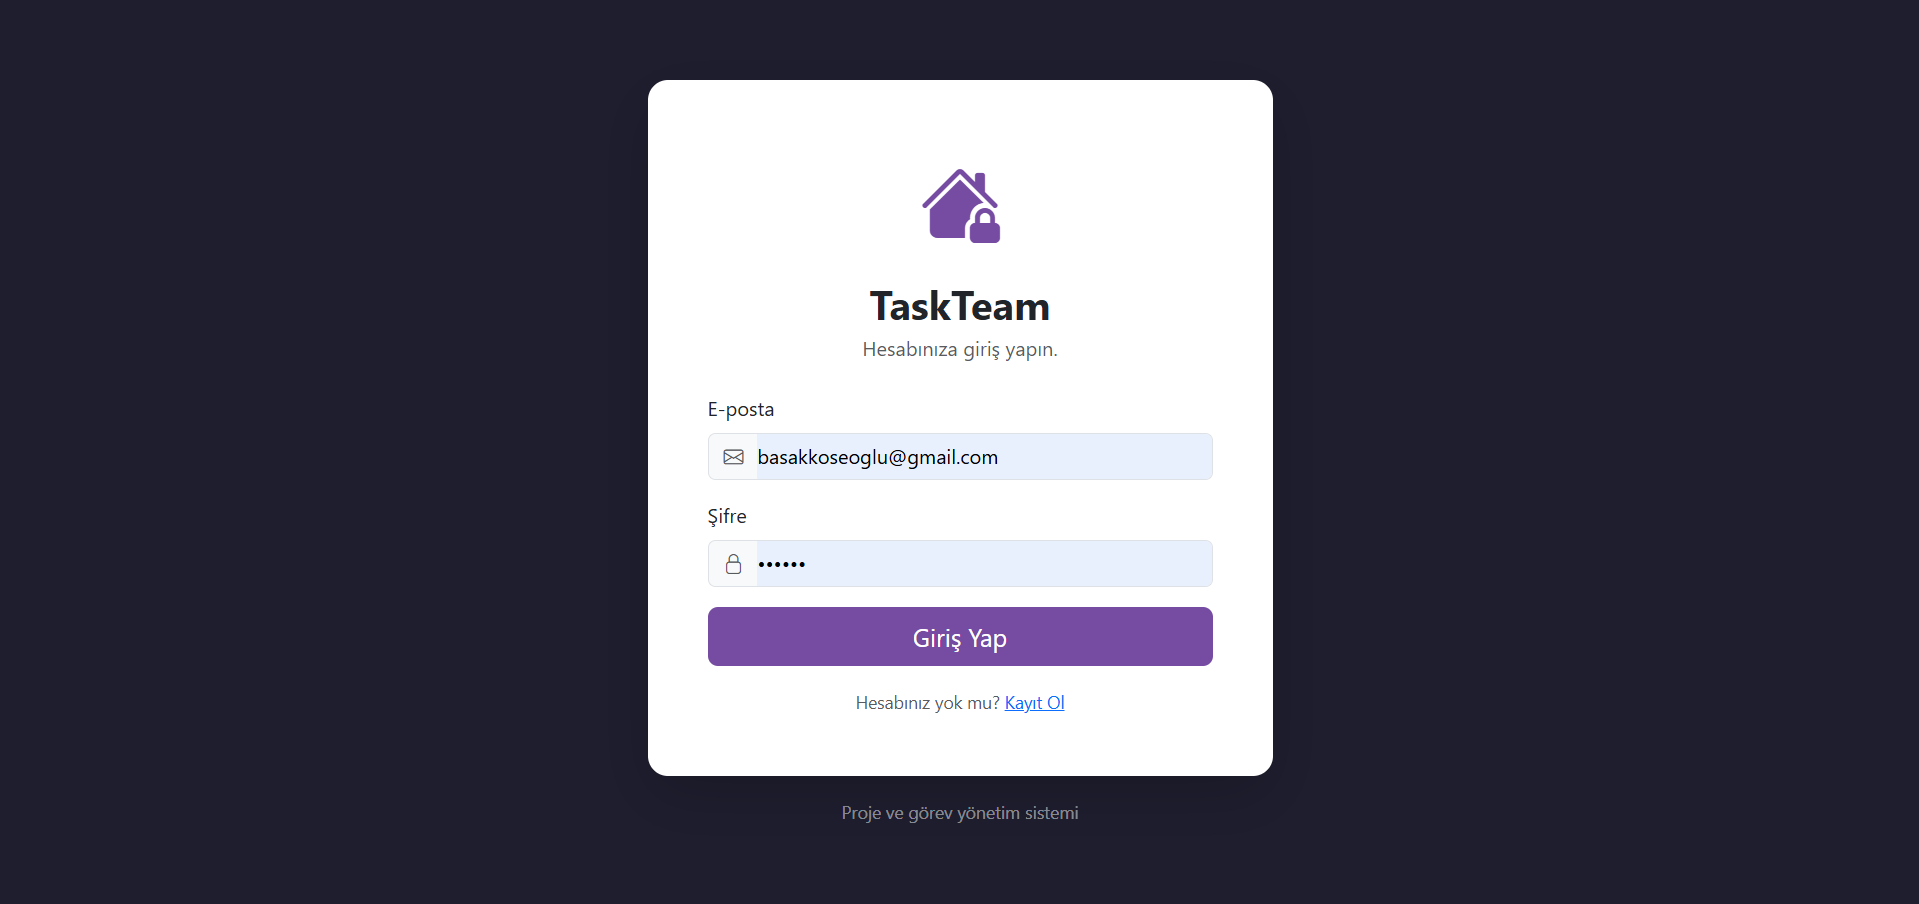 TaskTeam
Hesabınıza giriş yapın.
E-posta
basakkoseoglu@gmail.com
Şifre
••••••
Giriş Yap
Hesabınız yok mu? Kayıt Ol
Proje ve görev yönetim sistemi